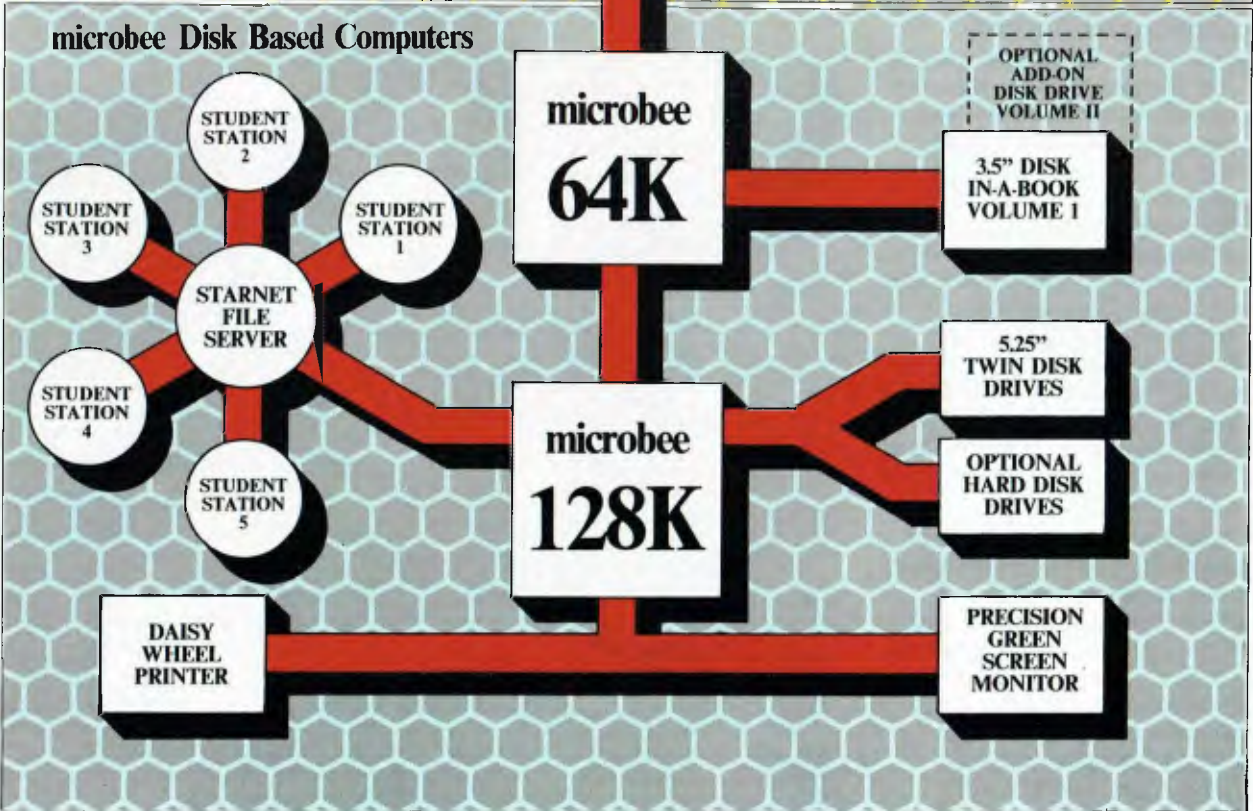 microbee Disk Based Computers
STUDENT
STATION
2
STUDENT
STATION
3
STUDENT
STATION
1
STARNET
FILE
SERVER
STUDENT
STATION
4
STUDENT
STATION
5
microbee
64K
OPTIONAL
ADD-ON
DISK DRIVE
VOLUME II
3.5” DISK
IN-A-BOOK
VOLUME 1
microbee
128K
5.25”
TWIN DISK
DRIVES
OPTIONAL
HARD DISK
DRIVES
DAISY
WHEEL
PRINTER
PRECISION
GREEN
SCREEN
MONITOR